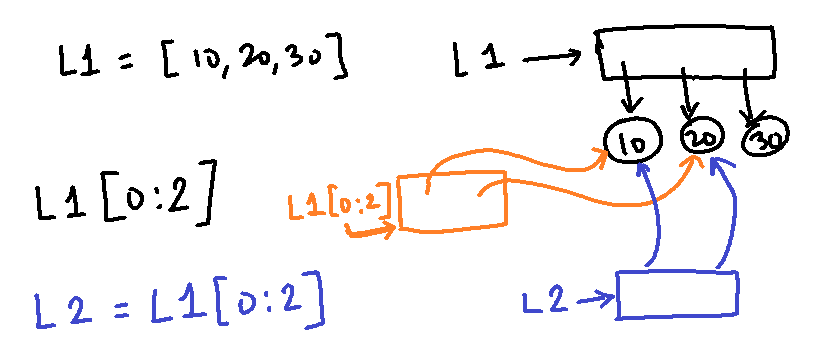 L1 = [10,20,30]
L1
10 20 30
L1[0:2]
L1[0:2]
L2 = L1[0:2]
L2